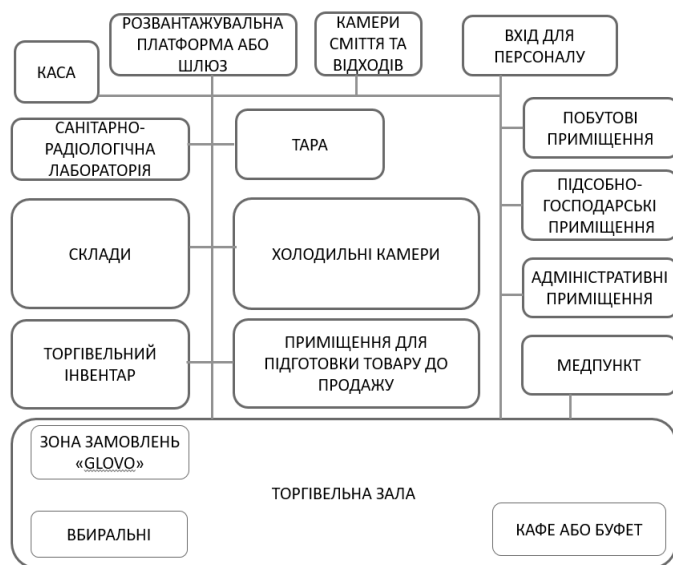 РОЗВАНТАЖУВАЛЬНА
ПЛАТФОРМА АБО
ШЛЮЗ
КАМЕРИ
СМІТТЯ ТА
ВІДХОДІВ
ВХІД ДЛЯ
ПЕРСОНАЛУ
КАСА
САНІТАРНО-
РАДІОЛОГІЧНА
ЛАБОРАТОРІЯ
ТАРА
ПОБУТОВІ
ПРИМІЩЕННЯ
ПІДСОБНО-
ГОСПОДАРСЬКІ
ПРИМІЩЕННЯ
СКЛАДИ
ХОЛОДИЛЬНІ КАМЕРИ
АДМІНІСТРАТИВНІ
ПРИМІЩЕННЯ
ТОРГІВЕЛЬНИЙ
ІНВЕНТАР
ПРИМІЩЕННЯ ДЛЯ
ПІДГОТОВКИ ТОВАРУ ДО
ПРОДАЖУ
МЕДПУНКТ
ЗОНА ЗАМОВЛЕНЬ
«GLOVO»
ТОРГІВЕЛЬНА ЗАЛА
ВБИРАЛЬНІ
КАФЕ АБО БУФЕТ